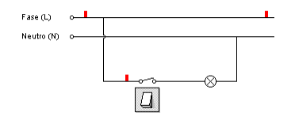 Fase (L)
Neutro (N)